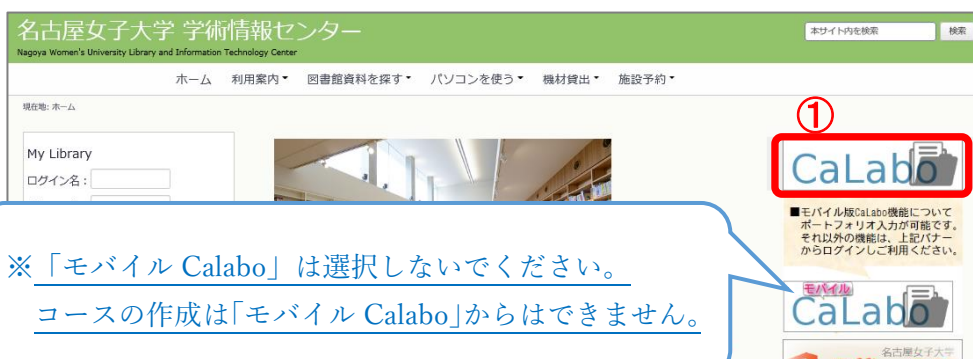 名古屋女子大学 学術情報センター
Nagoya Women's University Library and Information Technology Center
本サイト内を検索 検索
ホーム 利用案内▼ 図書館資料を探す▼ パソコンを使う▼ 機材貸出▼ 施設予約▼
現在地: ホーム
①
My Library
ログイン名:
CaLabo
■モバイル版CaLabo機能について
ポートフォリオ入力が可能です。
それ以外の機能は、上記バナー
からログインしご利用ください。
※「モバイル Calabo」は選択しないでください。
コースの作成は「モバイル Calabo」からはできません。
モバイル
CaLabo
名古屋女子大学